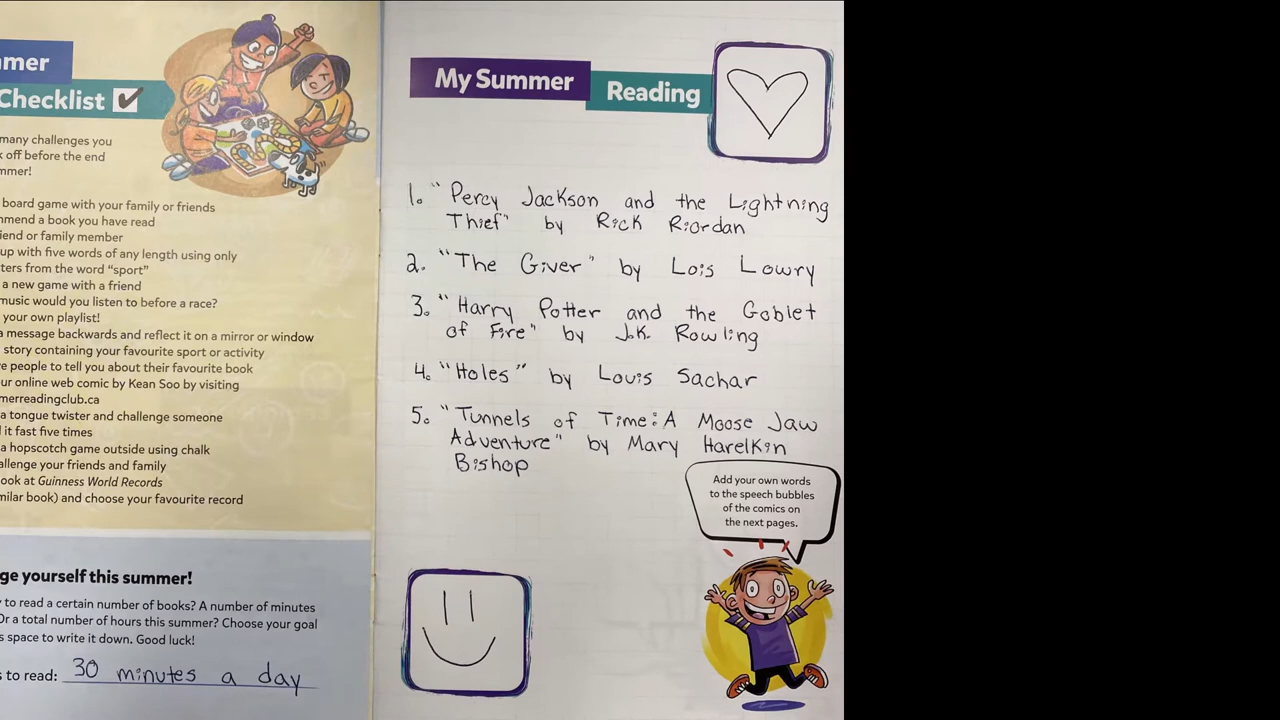 mmer
Checklist
many challenges you
off before the end
mmer!
board game with your family or friends
mmend a book you have read
iend or family member
up with five words of any length using only
ters from the word “sport”
a new game with a friend
music would you listen to before a race?
your own playlist!
a message backwards and reflect it on a mirror or window
story containing your favourite sport or activity
e people to tell you about their favourite book
ur online web comic by Kean Soo by visiting
merreadingclub.ca
a tongue twister and challenge someone
it fast five times
a hopscotch game outside using chalk
allenge your friends and family
ook at Guinness World Records
milar book) and choose your favourite record
ge yourself this summer!
to read a certain number of books? A number of minutes
Or a total number of hours this summer? Choose your goal
s space to write it down. Good luck!
s to read: 30 minutes a day
My Summer
Reading
1. "Percy Jackson and the Lightning
Thief" by Rick Riordan
2. "The Giver" by Lois Lowry
3. "Harry Potter and the Goblet
of Fire" by J.K. Rowling
4. "Holes" by Louis Sachar
5. "Tunnels of Time: A Moose Jaw
Adventure" by Mary Harelkin
Bishop
Add your own words
to the speech bubbles
of the comics on
the next pages.